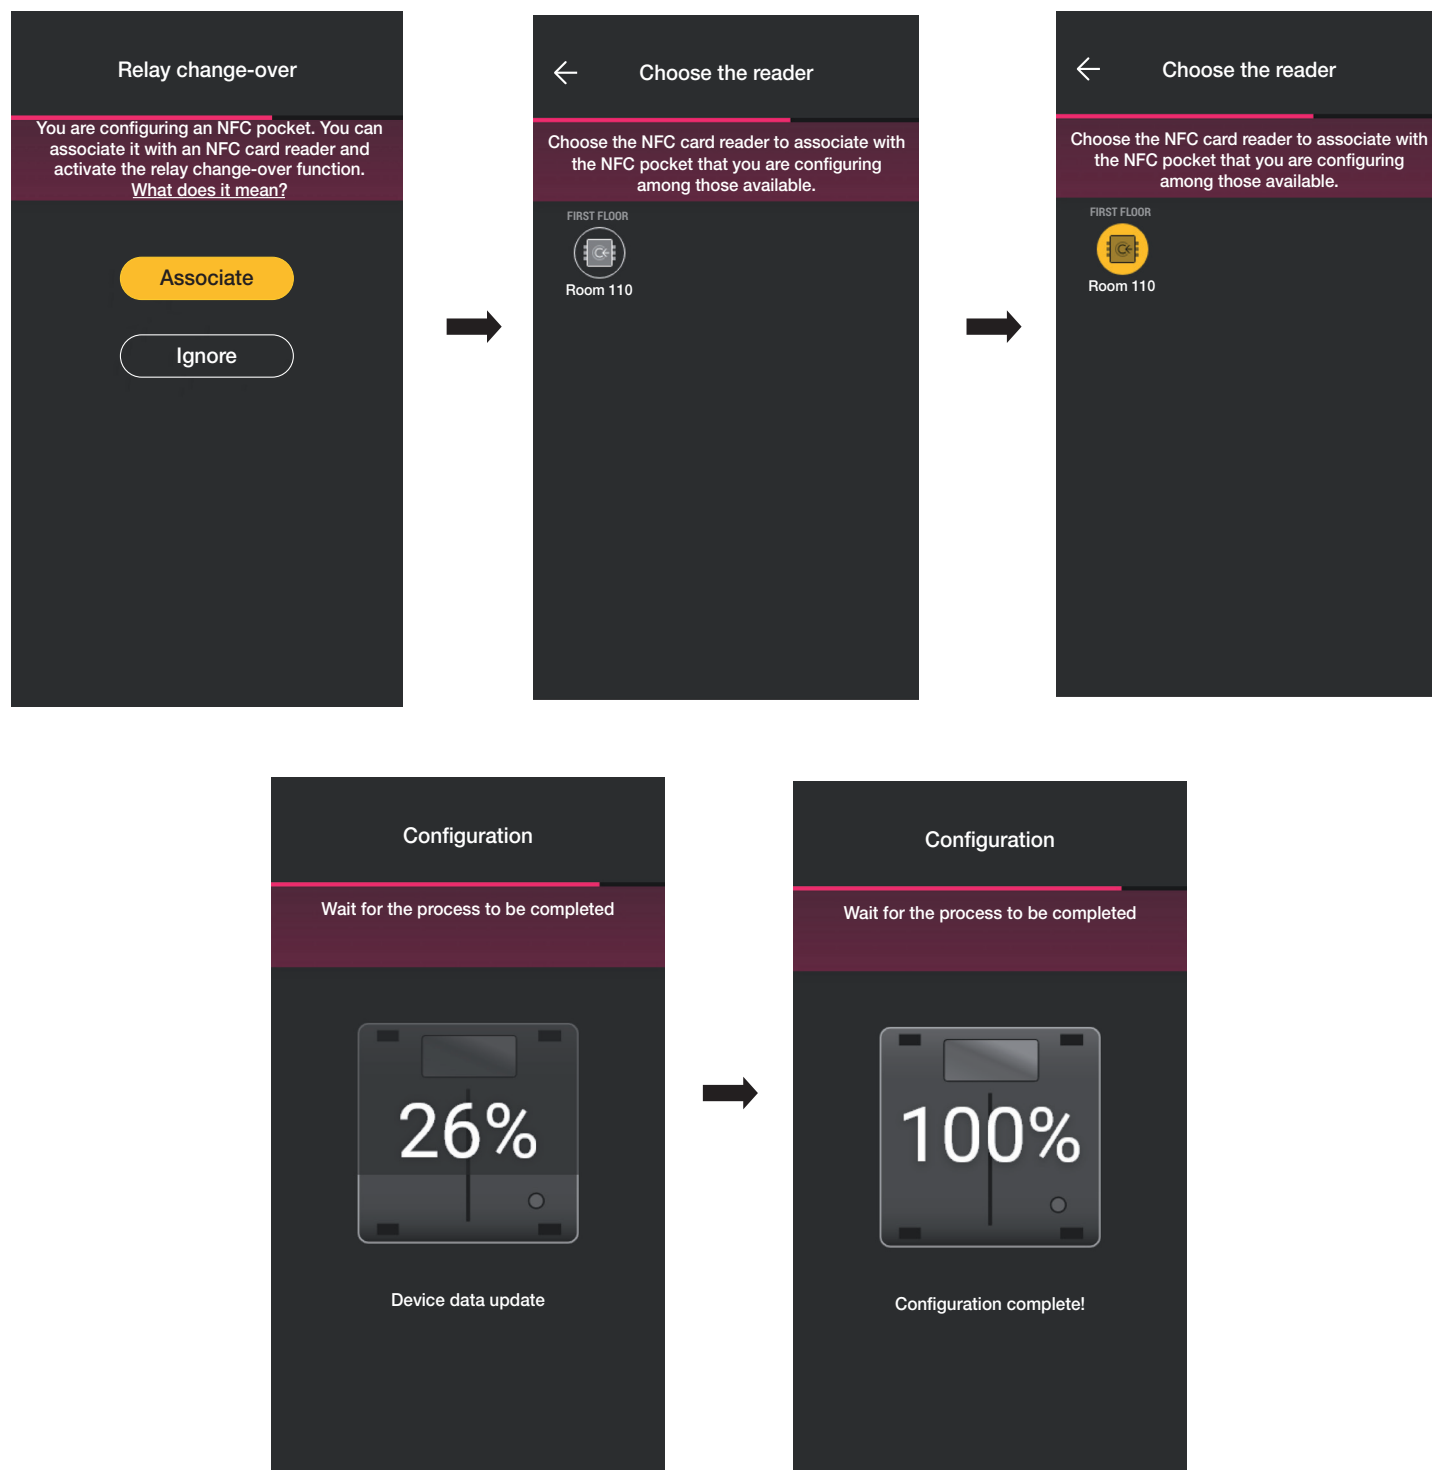 Relay change-over
You are configuring an NFC pocket. You can
associate it with an NFC card reader and
activate the relay change-over function.
What does it mean?
Associate
Ignore
Choose the reader
Choose the NFC card reader to associate with
the NFC pocket that you are configuring
among those available.
FIRST FLOOR
Room 110
Choose the reader
Choose the NFC card reader to associate with
the NFC pocket that you are configuring
among those available.
FIRST FLOOR
Room 110
Configuration
Wait for the process to be completed
26%
Device data update
Configuration
Wait for the process to be completed
100%
Configuration complete!